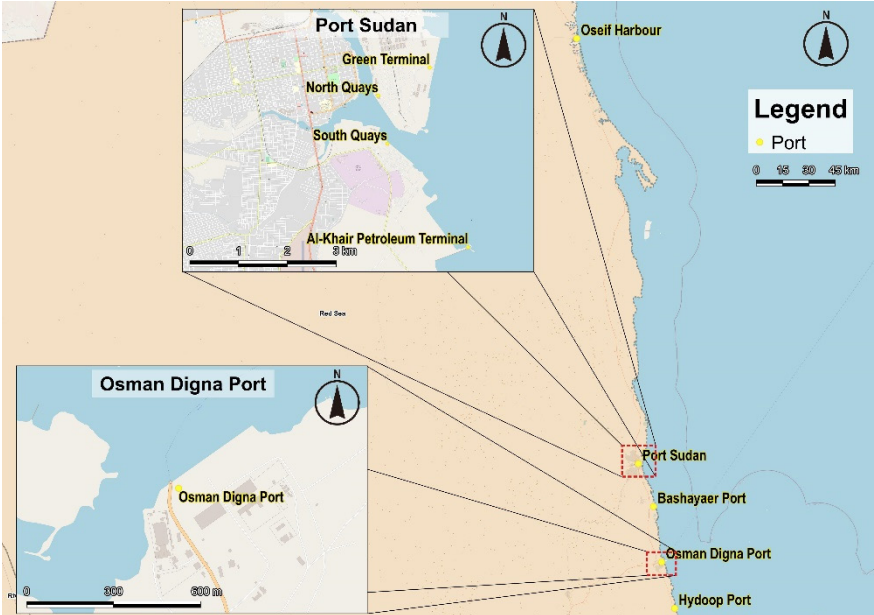 Port Sudan
N
Green Terminal
North Quays
South Quays
Al-Khair Petroleum Terminal
0 1 2 3 km
Oseif Harbour
N
Legend
Port
0 15 30 45 km
Red Sea
Osman Digna Port
N
Osman Digna Port
0 300 600 m
Port Sudan
Bashayaer Port
Osman Digna Port
Hydoop Port